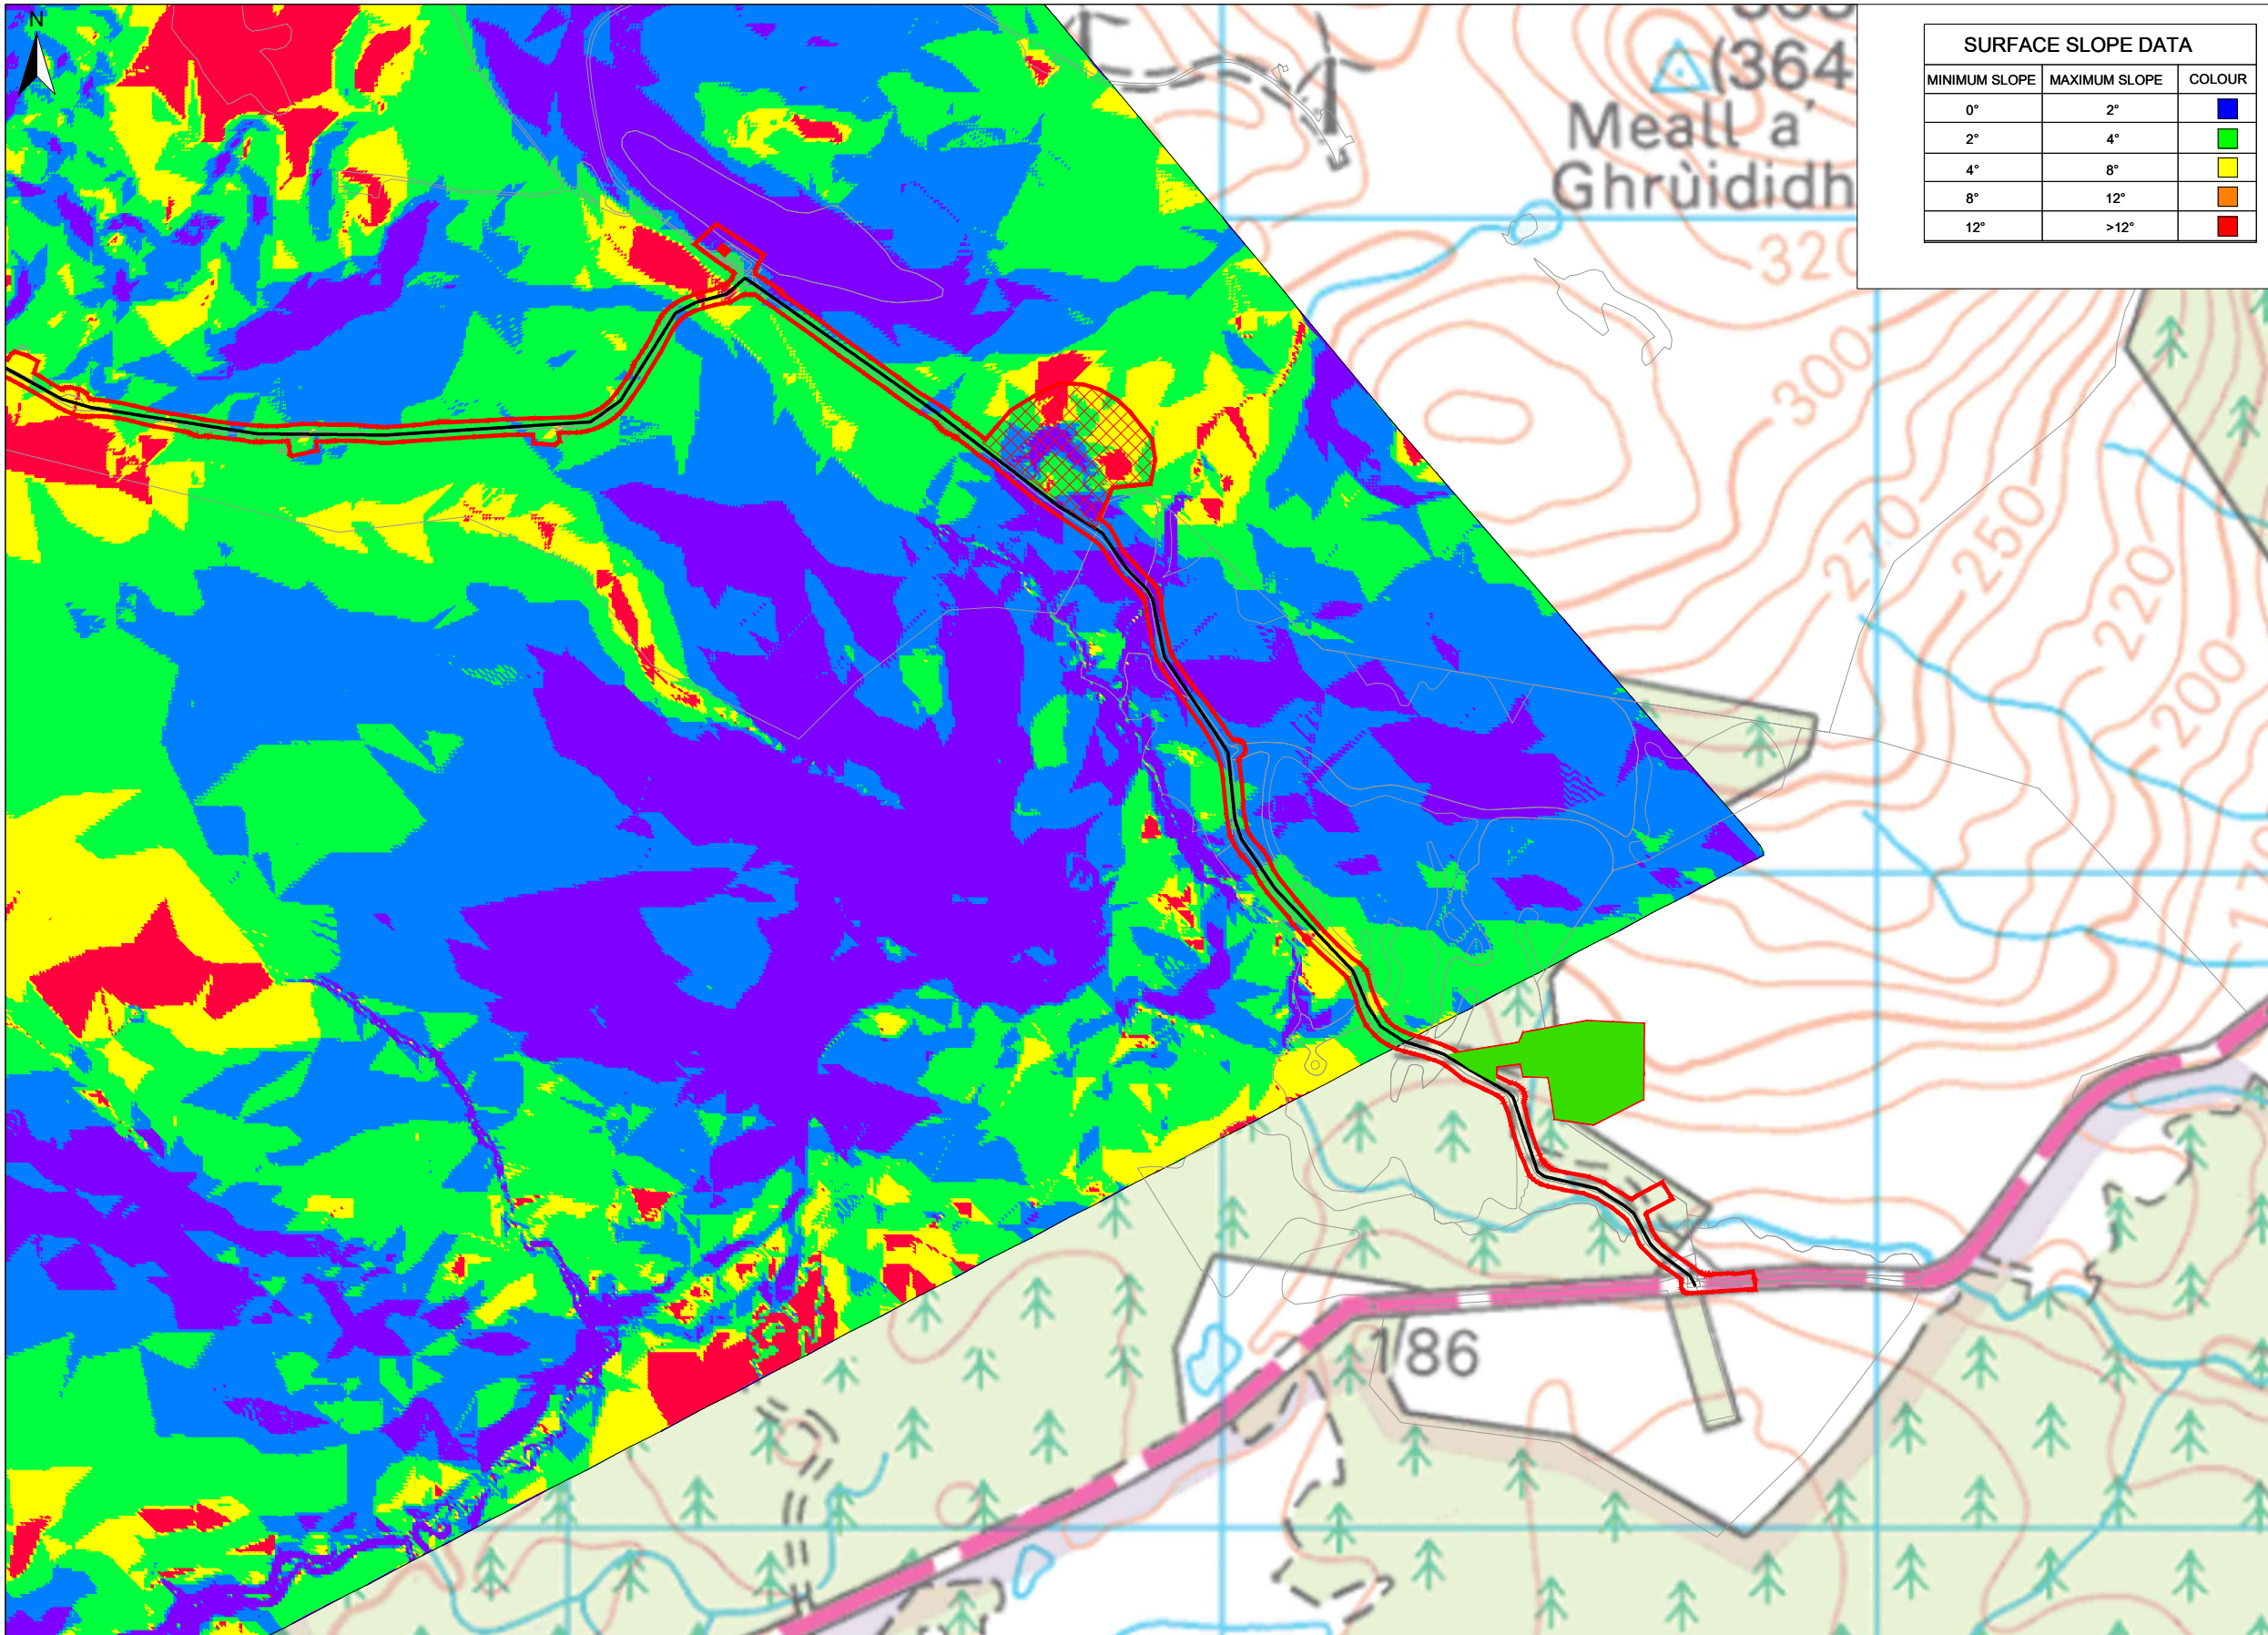 N
(364
Meall a'
Ghrùididh
SURFACE SLOPE DATA
MINIMUM SLOPE MAXIMUM SLOPE COLOUR
0° 2°
2° 4°
4° 8°
8° 12°
12° >12°
320
300
270
250
220
200
186